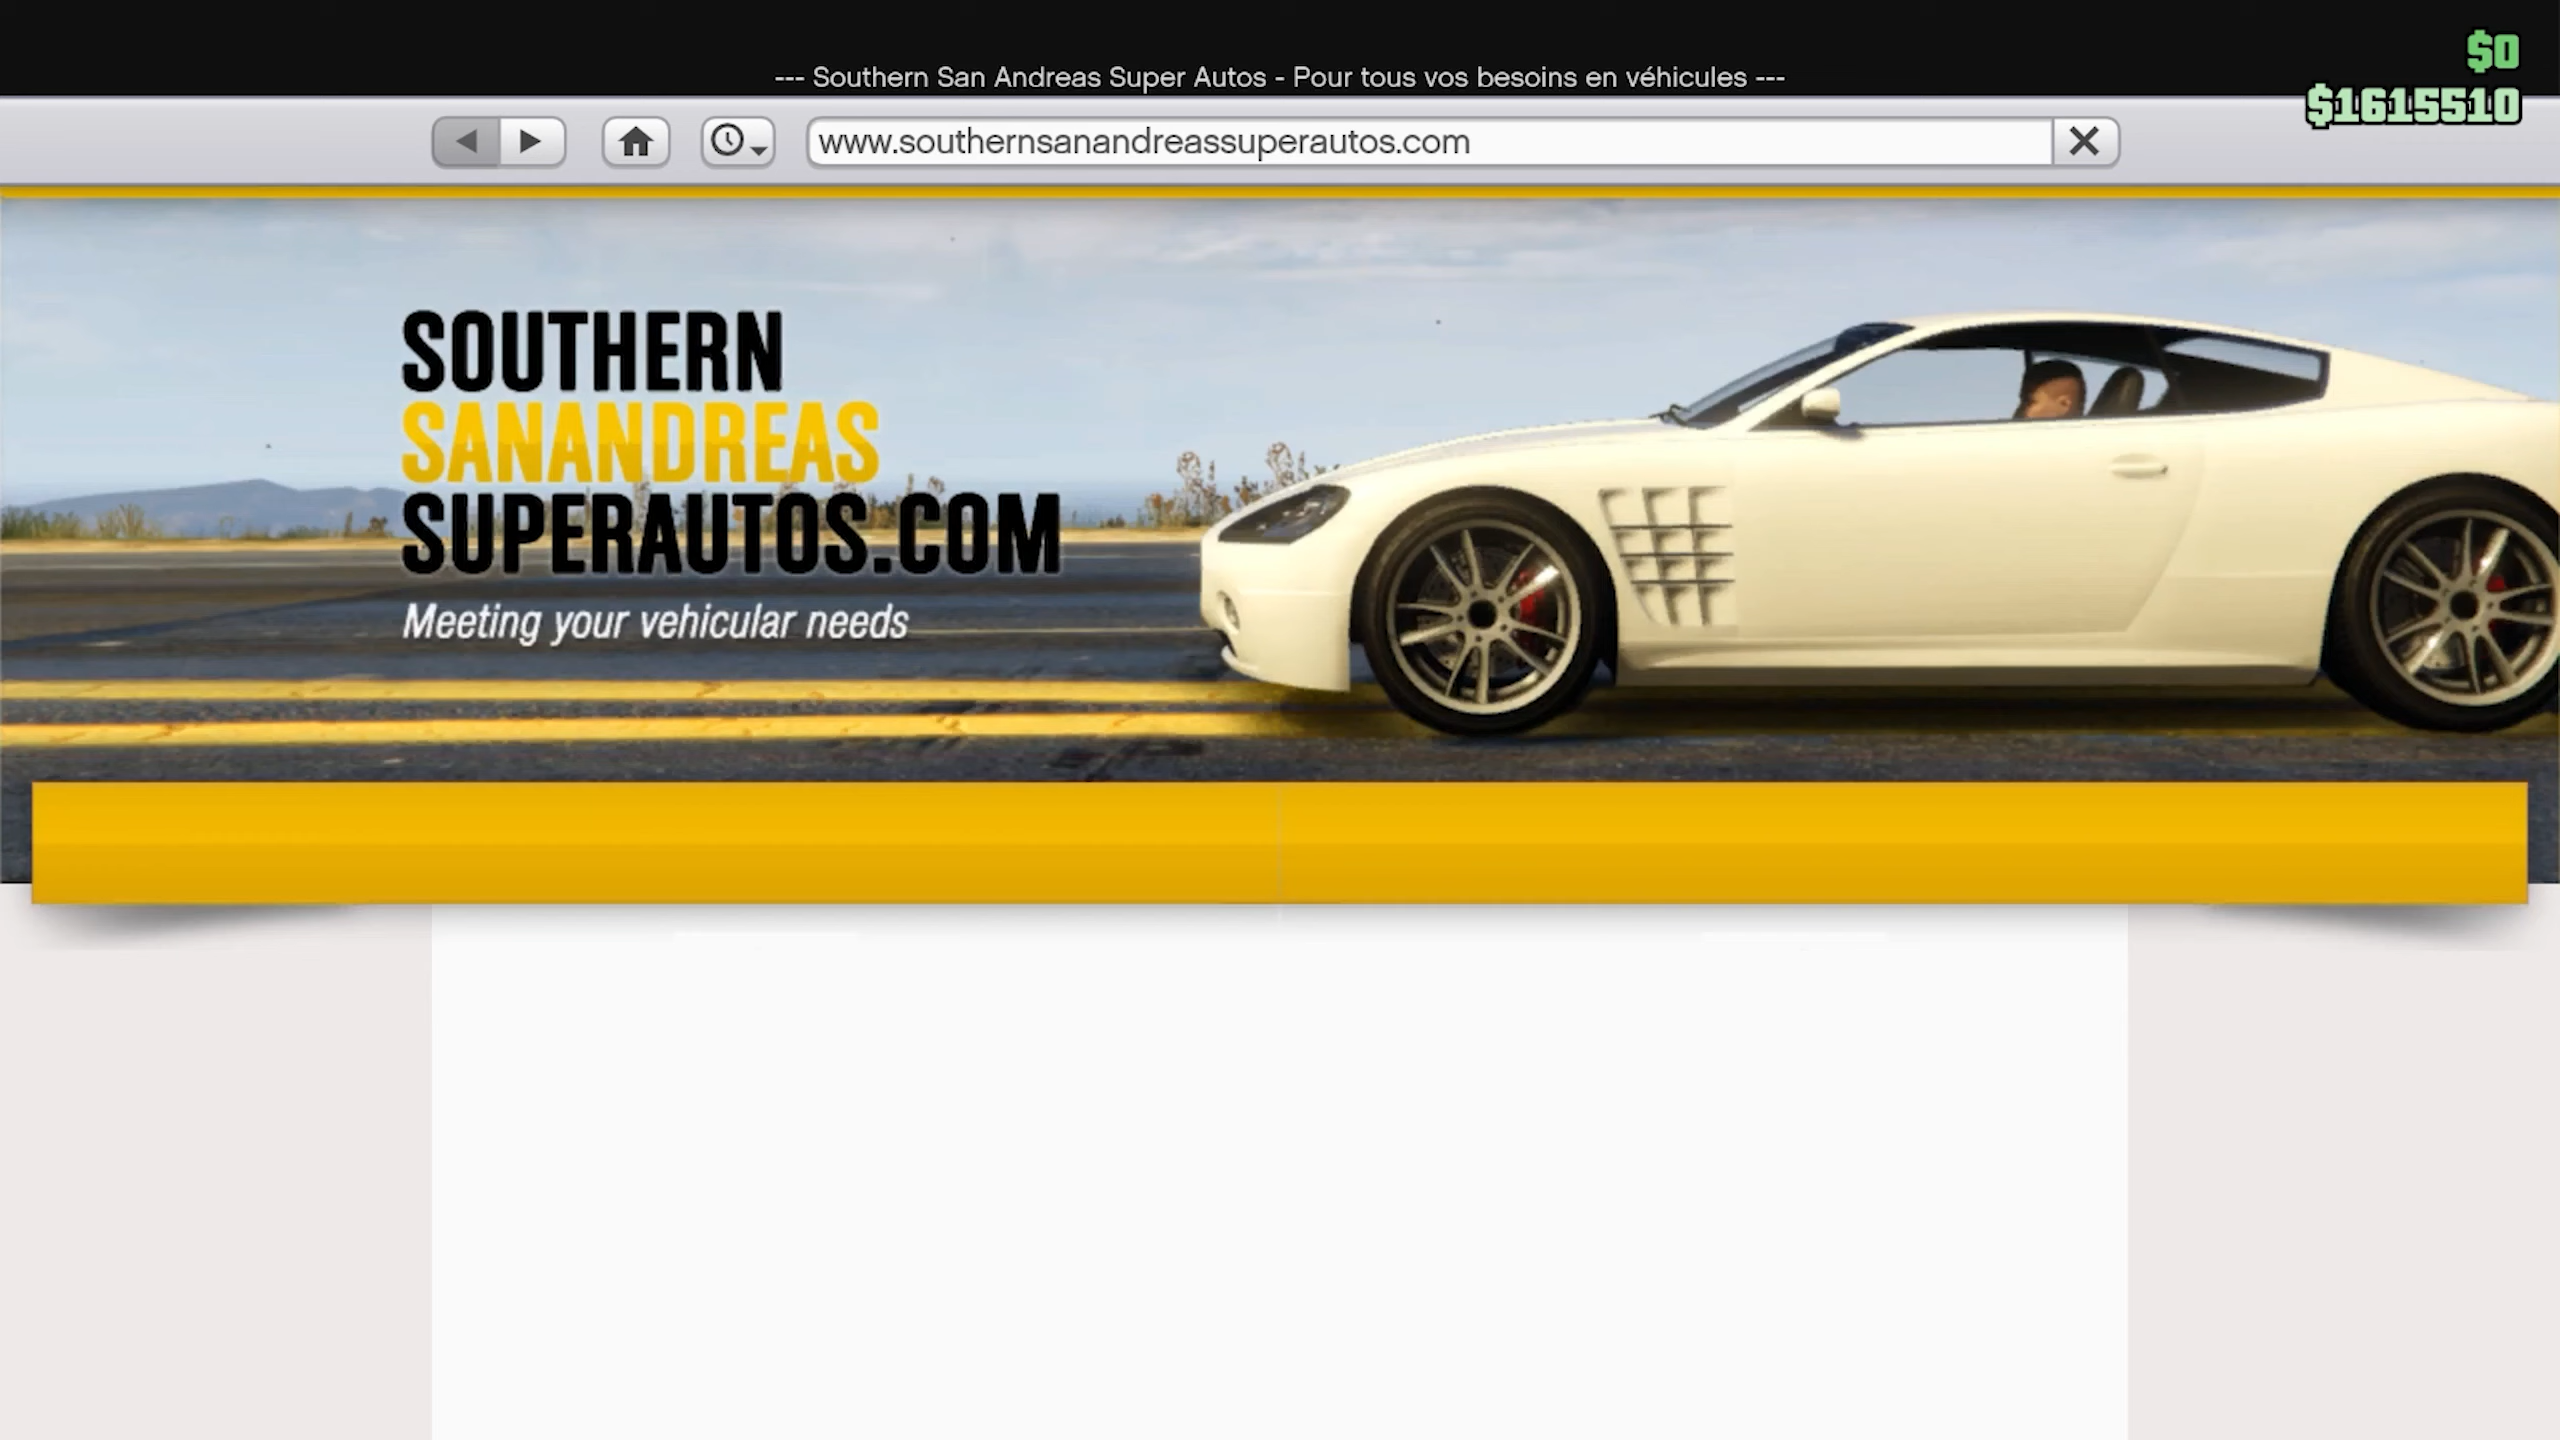 $0
--- Southern San Andreas Super Autos - Pour tous vos besoins en véhicules ---
$1615510
www.southernsanandreassuperautos.com
SOUTHERN
SANANDREAS
SUPERAUTOS.COM
Meeting your vehicular needs